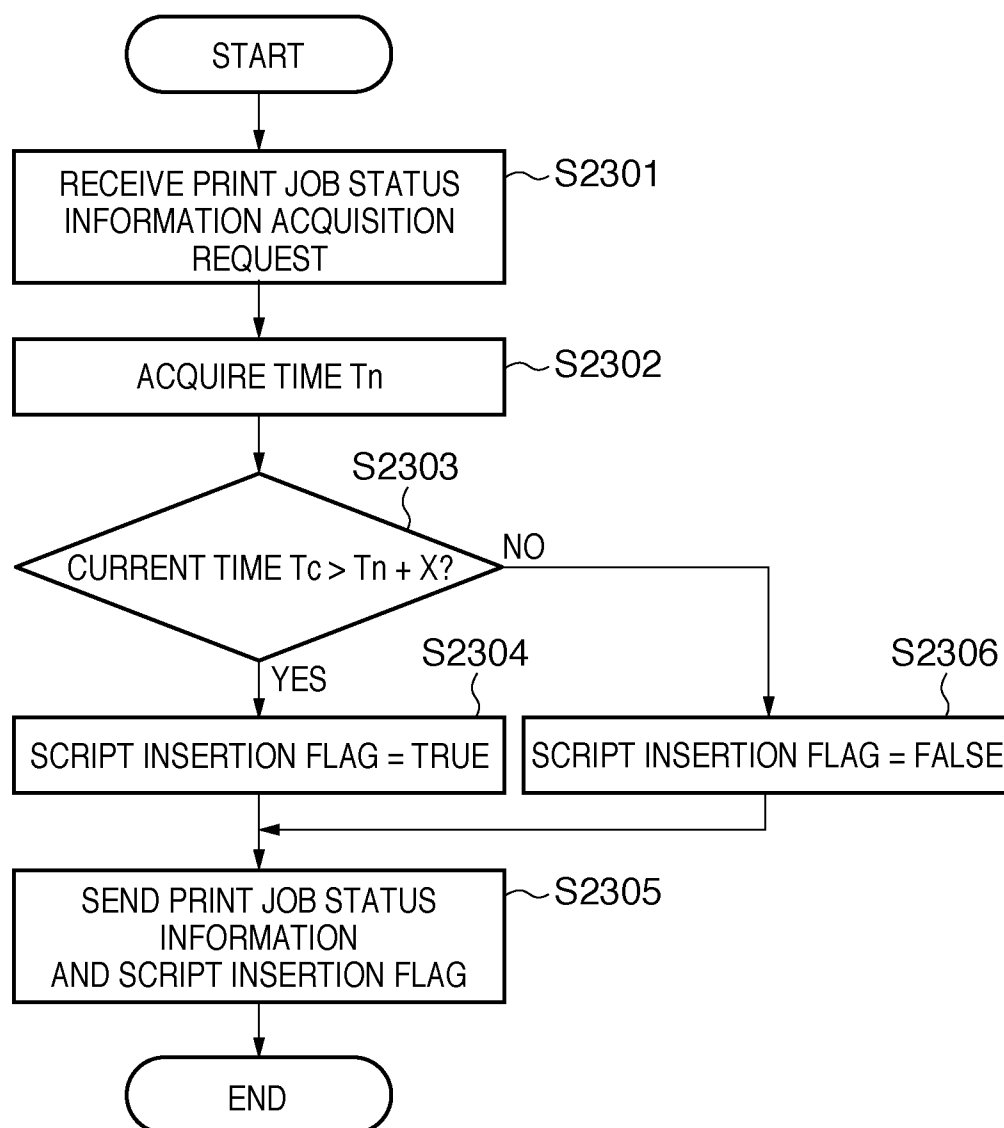 START
RECEIVE PRINT JOB STATUS
INFORMATION ACQUISITION
REQUEST
S2301
ACQUIRE TIME Tn
S2302
S2303
CURRENT TIME Tc > Tn + X?
NO
YES
S2304
SCRIPT INSERTION FLAG = TRUE
S2306
SCRIPT INSERTION FLAG = FALSE
SEND PRINT JOB STATUS
INFORMATION
AND SCRIPT INSERTION FLAG
S2305
END